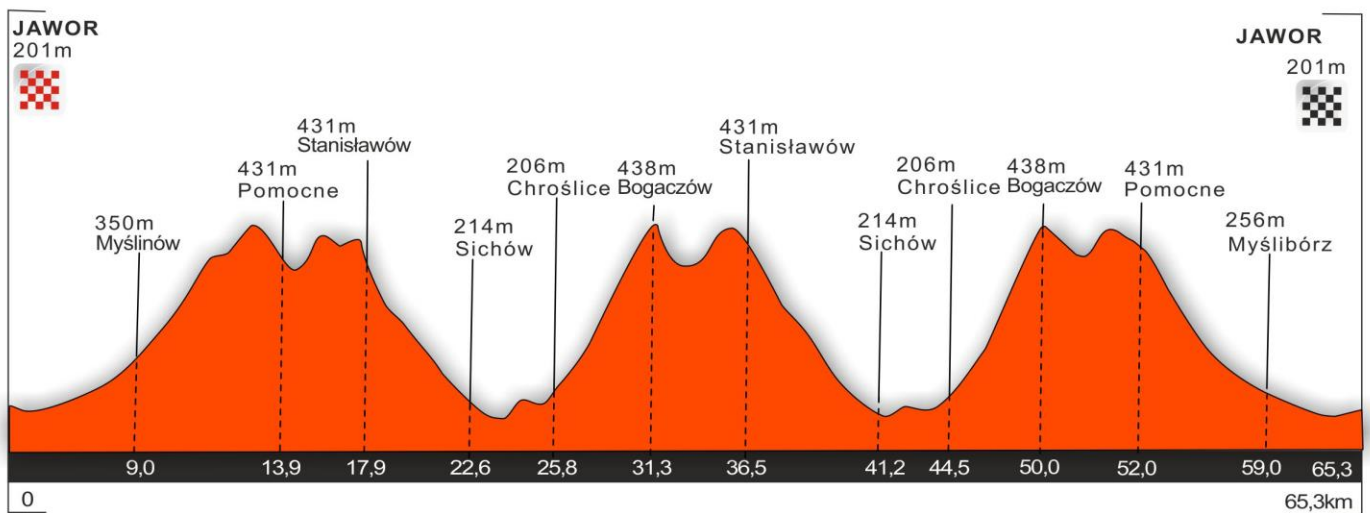 JAWOR
201m
350m
Myślinów
431m
Pomocne
431m
Stanisławów
214m
Sichów
206m
Chroślice
438m
Bogaczów
431m
Stanisławów
214m
Sichów
206m
Chroślice
438m
Bogaczów
431m
Pomocne
256m
Myślibórz
JAWOR
201m
9,0 13,9 17,9 22,6 25,8 31,3 36,5 41,2 44,5 50,0 52,0 59,0 65,3
0 65,3km